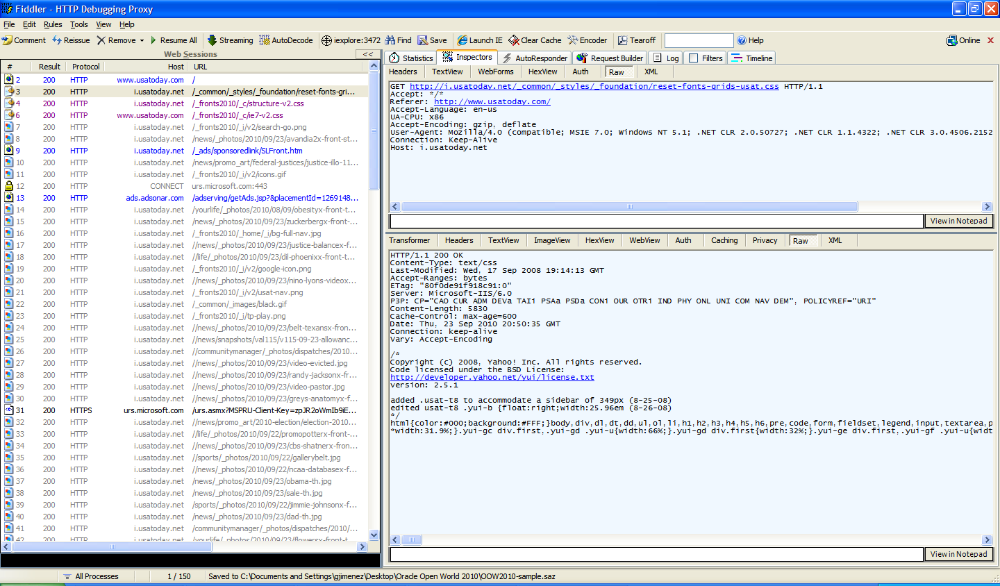 Fiddler - HTTP Debugging Proxy
File Edit Rules Tools View Help
Comment Reissue Remove Resume All Streaming AutoDecode iexplore:3472 Find Save Launch IE Clear Cache Encoder Tearoff Help Online
Web Sessions <<
# Result Protocol Host URL
2 200 HTTP www.usatoday.com /
3 200 HTTP i.usatoday.net /_common/_styles/_foundation/reset-fonts-gri...
4 200 HTTP i.usatoday.net /_fronts2010/_c/structure-v2.css
6 200 HTTP www.usatoday.com /_fronts2010/_c/ie7-v2.css
7 200 HTTP i.usatoday.net /_fronts2010/_i/v2/search-go.png
8 200 HTTP i.usatoday.net /news/_photos/2010/09/23/avandia2x-front-st...
9 200 HTTP i.usatoday.net /_ads/sponsoredlink/SLFront.htm
10 200 HTTP i.usatoday.net /news/promo_art/federal-justices/justice-illo-11...
11 200 HTTP i.usatoday.net /_fronts2010/_i/v2/icons.gif
12 200 HTTP CONNECT urs.microsoft.com:443
13 200 HTTP ads.adsonar.com /adserving/getAds.jsp?&placementId=1269148...
14 200 HTTP i.usatoday.net /yourlife/_photos/2010/08/09/obesityx-front-t...
15 200 HTTP i.usatoday.net /news/_photos/2010/09/23/zuckerbergx-front-...
16 200 HTTP i.usatoday.net /_fronts2010/_home/_i/bg-full-nav.jpg
17 200 HTTP i.usatoday.net //news/_photos/2010/09/23/justice-balancex-f...
18 200 HTTP i.usatoday.net //life/_photos/2010/09/23/dil-phoenixx-front-t...
19 200 HTTP i.usatoday.net /_fronts2010/_i/v2/google-icon.png
20 200 HTTP i.usatoday.net //news/_photos/2010/09/23/nino-lyons-videox...
21 200 HTTP i.usatoday.net /_fronts2010/_i/v2/usat-nav.png
22 200 HTTP i.usatoday.net /_common/_images/black.gif
23 200 HTTP i.usatoday.net /_fronts2010/_i/tp-play.png
24 200 HTTP i.usatoday.net //news/_photos/2010/09/23/belt-texansx-fron...
25 200 HTTP i.usatoday.net //news/snapshots/val115/v115-09-23-allowanc...
26 200 HTTP i.usatoday.net //communitymanager/_photos/dispatches/2010...
27 200 HTTP i.usatoday.net //news/_photos/2010/09/23/video-evicted.jpg
28 200 HTTP i.usatoday.net //news/_photos/2010/09/23/randy-jacksonx-fr...
29 200 HTTP i.usatoday.net //news/_photos/2010/09/23/video-pastor.jpg
30 200 HTTP i.usatoday.net //news/_photos/2010/09/23/greys-anatomyx-f...
31 200 HTTPS urs.microsoft.com /urs.asmx?MSPRU-Client-Key=zpJR2oWmIb9iE...
32 200 HTTP i.usatoday.net /news/promo_art/2010-election/election-2010...
33 200 HTTP i.usatoday.net //life/_photos/2010/09/22/promopotterx-front-...
34 200 HTTP i.usatoday.net //news/_photos/2010/09/23/cbs-shatnerx-fron...
35 200 HTTP i.usatoday.net //sports/_photos/2010/09/22/gallerybelt.jpg
36 200 HTTP i.usatoday.net //news/_photos/2010/09/22/ncaa-databasex-f...
37 200 HTTP i.usatoday.net /news/_photos/2010/09/23/obama-th.jpg
38 200 HTTP i.usatoday.net /news/_photos/2010/09/23/sale-th.jpg
39 200 HTTP i.usatoday.net /sports/_photos/2010/09/22/jimmie-johnsonx-f...
40 200 HTTP i.usatoday.net /news/_photos/2010/09/23/dad-th.jpg
41 200 HTTP i.usatoday.net /communitymanager/_photos/dispatches/2010/...
42 200 HTTP i.usatoday.net /yourlife/_photos/2010/09/23/flowersx-front-t...
Statistics Inspectors AutoResponder Request Builder Log Filters Timeline
Headers TextView WebForms HexView Auth Raw XML
GET http://i.usatoday.net/_common/_styles/_foundation/reset-fonts-grids-usat.css HTTP/1.1
Accept: */*
Referer: http://www.usatoday.com/
Accept-Language: en-us
UA-CPU: x86
Accept-Encoding: gzip, deflate
User-Agent: Mozilla/4.0 (compatible; MSIE 7.0; Windows NT 5.1; .NET CLR 2.0.50727; .NET CLR 1.1.4322; .NET CLR 3.0.4506.2152
Connection: Keep-Alive
Host: i.usatoday.net
View in Notepad
Transformer Headers TextView ImageView HexView WebView Auth Caching Privacy Raw XML
HTTP/1.1 200 OK
Content-Type: text/css
Last-Modified: Wed, 17 Sep 2008 19:14:13 GMT
Accept-Ranges: bytes
ETag: "80f0de91f918c91:0"
Server: Microsoft-IIS/6.0
P3P: CP="CAO CUR ADM DEVa TAIi PSAa PSDa CONi OUR OTRi IND PHY ONL UNI COM NAV DEM", POLICYREF="URI"
Content-Length: 5830
Cache-Control: max-age=600
Date: Thu, 23 Sep 2010 20:50:35 GMT
Connection: keep-alive
Vary: Accept-Encoding
/*
Copyright (c) 2008, Yahoo! Inc. All rights reserved.
Code licensed under the BSD License:
http://developer.yahoo.net/yui/license.txt
version: 2.5.1
added .usat-t8 to accommodate a sidebar of 349px (8-25-08)
edited usat-t8 .yui-b {float:right;width:25.96em (8-26-08)
*/
html{color:#000;background:#FFF;}body,div,dl,dt,dd,ul,ol,li,h1,h2,h3,h4,h5,h6,pre,code,form,fieldset,legend,input,textarea,p
*width:31.9%;}.yui-gc div.first,.yui-gd .yui-u{width:66%;}.yui-gd div.first{width:32%;}.yui-ge div.first,.yui-gf .yui-u{widt
View in Notepad
All Processes 1 / 150 Saved to C:\Documents and Settings\gjimenez\Desktop\Oracle Open World 2010\OOW2010-sample.saz